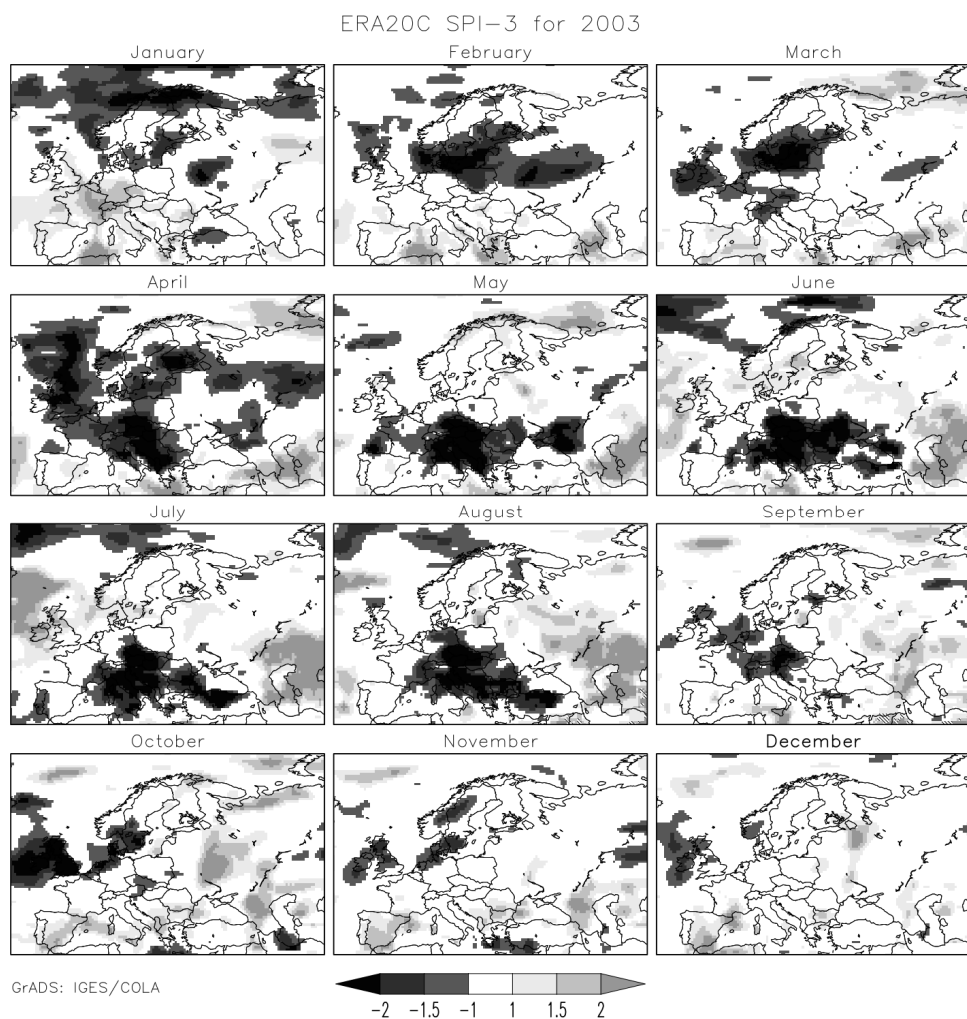 ERA20C SPI-3 for 2003
January February March
April May June
July August September
October November December
GrADS: IGES/COLA
-2 -1.5 -1 1 1.5 2